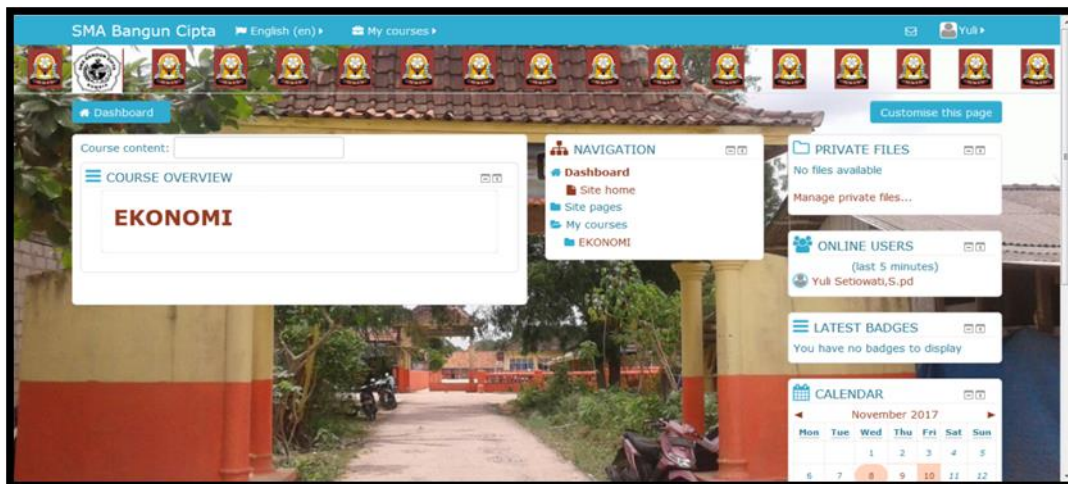 SMA Bangun Cipta English (en) My courses Yuli
Dashboard Customise this page
Course content:
COURSE OVERVIEW
EKONOMI
NAVIGATION
Dashboard
Site home
Site pages
My courses
EKONOMI
PRIVATE FILES
No files available
Manage private files...
ONLINE USERS
(last 5 minutes)
Yuli Setiowati,S.pd
LATEST BADGES
You have no badges to display
CALENDAR
November 2017
Mon Tue Wed Thu Fri Sat Sun
1 2 3 4 5
6 7 8 9 10 11 12